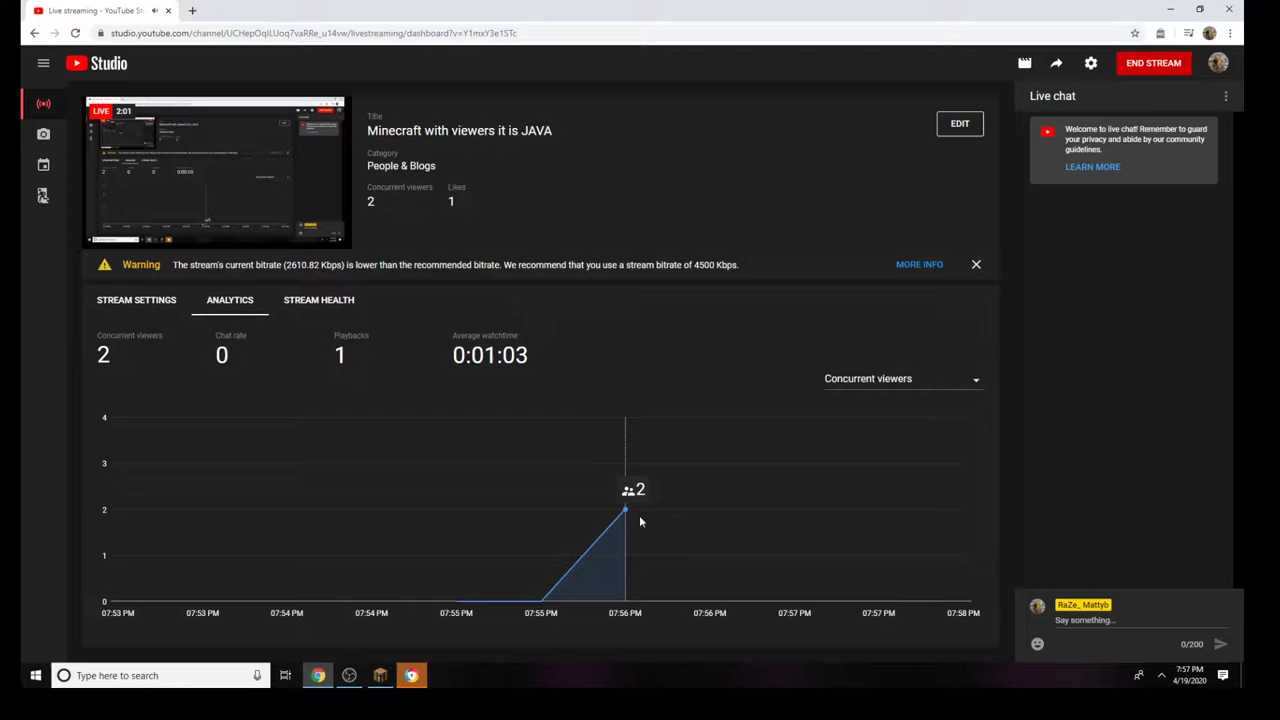 Live streaming - YouTube St
studio.youtube.com/channel/UCHepOqILUoq7vaRRe_u14vw/livestreaming/dashboard?v=Y1mxY3e1STc
Studio
END STREAM
LIVE 2:01
Title
Minecraft with viewers it is JAVA
EDIT
Category
People & Blogs
Concurrent viewers Likes
2 1
Warning The stream's current bitrate (2610.82 Kbps) is lower than the recommended bitrate. We recommend that you use a stream bitrate of 4500 Kbps. MORE INFO
STREAM SETTINGS ANALYTICS STREAM HEALTH
Concurrent viewers Chat rate Playbacks Average watchtime
2 0 1 0:01:03
Concurrent viewers
4
3
2
2
1
0
07:53 PM 07:53 PM 07:54 PM 07:54 PM 07:55 PM 07:55 PM 07:56 PM 07:56 PM 07:57 PM 07:57 PM 07:58 PM
Live chat
Welcome to live chat! Remember to guard
your privacy and abide by our community
guidelines.
LEARN MORE
RaZe_ Mattyb
Say something...
0/200
Type here to search
7:57 PM
4/19/2020